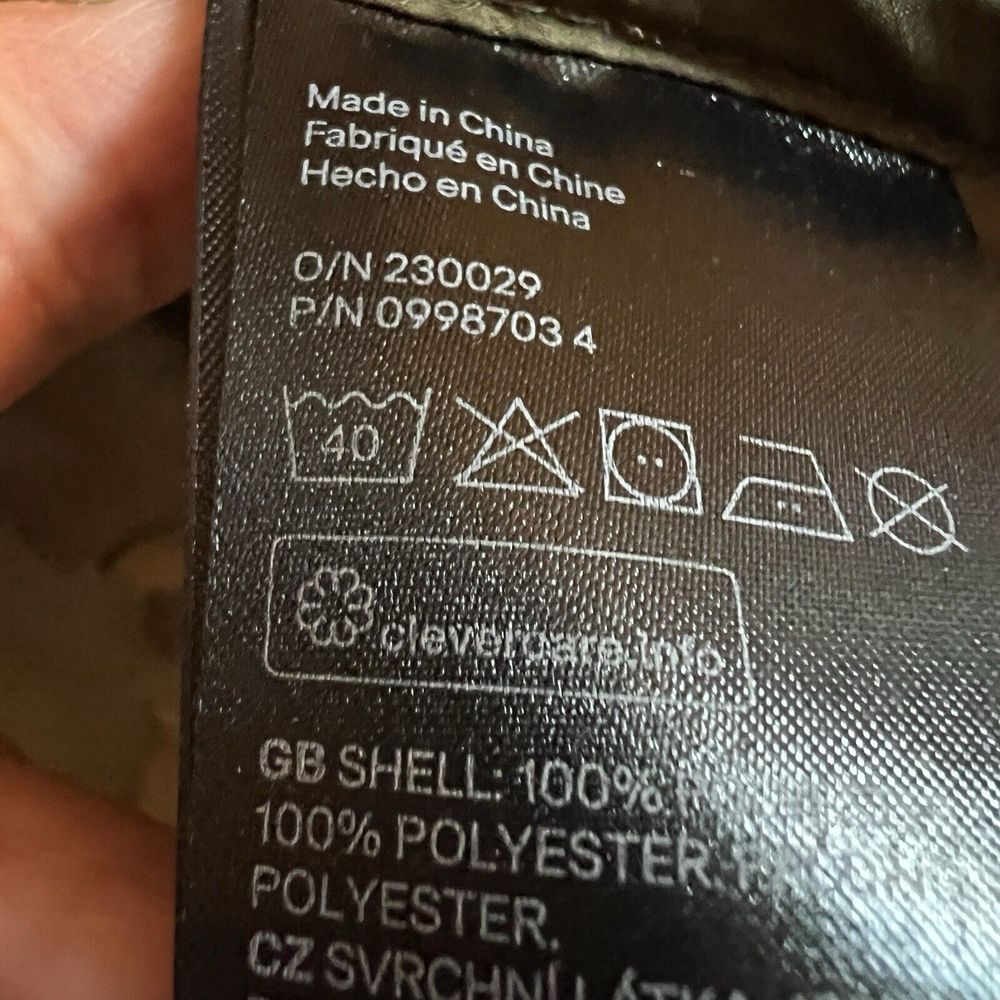 Made in China
Fabriqué en Chine
Hecho en China
O/N 230029
P/N 0998703 4
40
clevercare.info
GB SHELL: 100%
100% POLYESTER.
POLYESTER.
CZ SVRCHNÍ